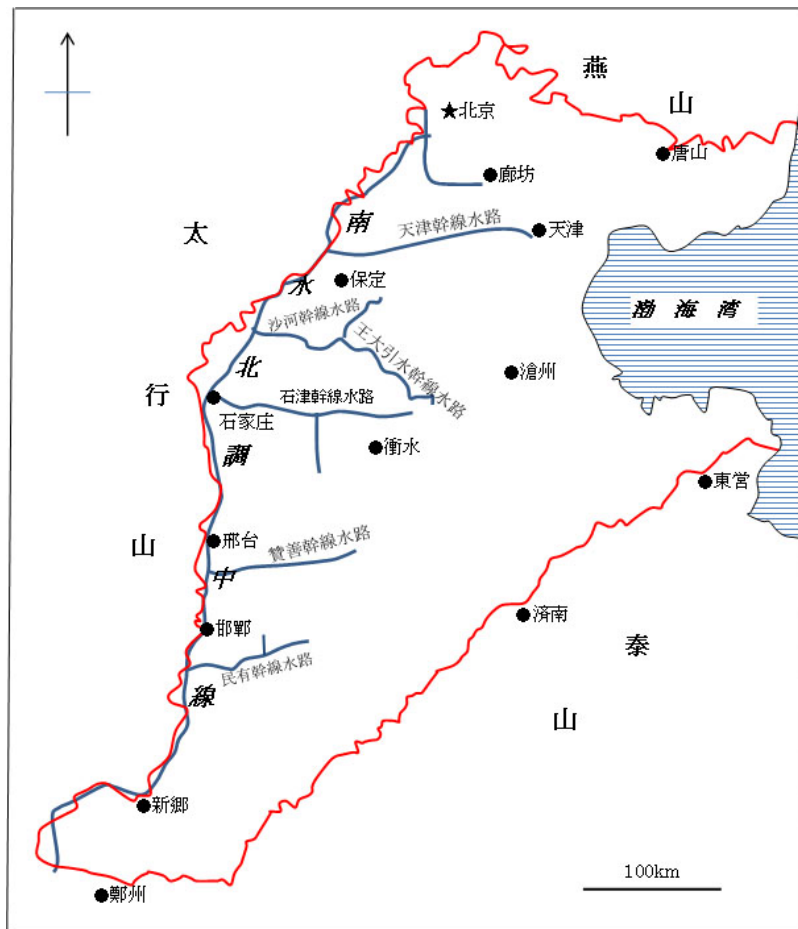 燕山
北京
唐山
廊坊
天津幹線水路
天津
太行山
南水北調中線
保定
渤海湾
沙河幹線水路
王大引水幹線水路
滄州
石津幹線水路
石家庄
衝水
東営
邢台
贊善幹線水路
済南
邯鄲
泰山
民有幹線水路
新郷
100km
鄭州